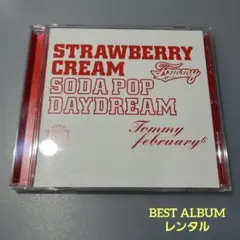 STRAWBERRY
CREAM
Tommy
SODA POP
DAYDREAM
Tommy
february6
BEST ALBUM
レンタル